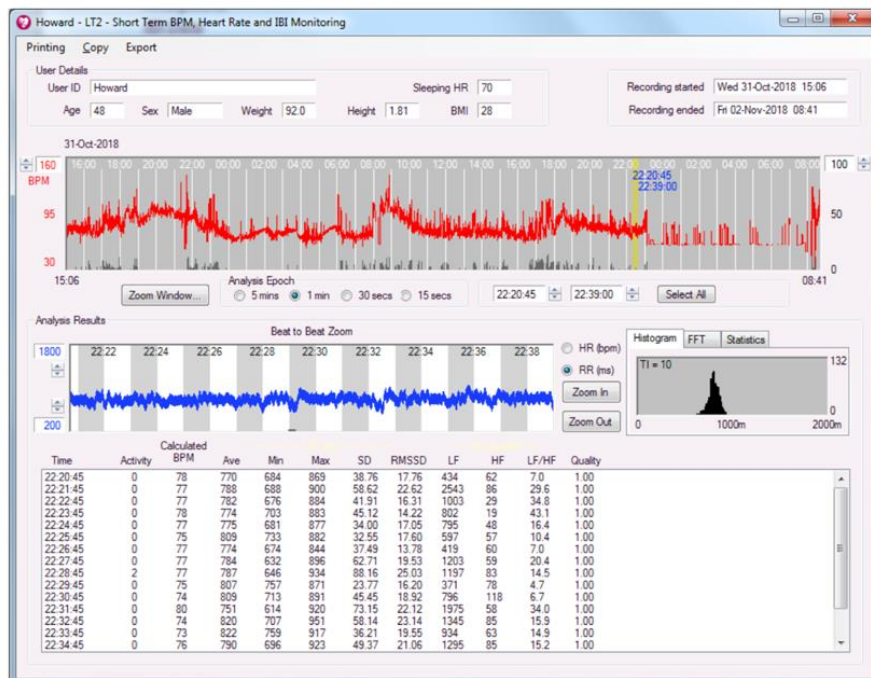 Howard - LT2 - Short Term BPM, Heart Rate and IBI Monitoring
Printing Copy Export
User Details
User ID Howard Sleeping HR 70 Recording started Wed 31-Oct-2018 15:06
Age 48 Sex Male Weight 92.0 Height 1.81 BMI 28 Recording ended Fri 02-Nov-2018 08:41
31-Oct-2018
160 16:00 18:00 20:00 22:00 00:00 02:00 04:00 06:00 08:00 10:00 12:00 14:00 16:00 18:00 20:00 22:00 00:00 02:00 04:00 06:00 08:00 100
BPM 22:20:45
22:39:00
95 50
30 0
15:06 08:41
Zoom Window... Analysis Epoch 5 mins 1 min 30 secs 15 secs 22:20:45 22:39:00 Select All
Analysis Results
Beat to Beat Zoom Histogram FFT Statistics
1800 22:22 22:24 22:26 22:28 22:30 22:32 22:34 22:36 22:38 HR (bpm) TI = 10 132
RR (ms)
Zoom In
200 Zoom Out 0
0 1000m 2000m
Time Activity Calculated BPM Ave Min Max SD RMSSD LF HF LF/HF Quality
22:20:45 0 78 770 684 869 38.76 17.76 434 62 7.0 1.00
22:21:45 0 77 788 688 900 58.62 22.62 2543 86 29.6 1.00
22:22:45 0 77 782 676 884 41.91 16.31 1003 29 34.8 1.00
22:23:45 0 78 774 703 883 45.12 14.22 802 19 43.1 1.00
22:24:45 0 77 775 681 877 34.00 17.05 795 48 16.4 1.00
22:25:45 0 75 809 733 882 32.55 17.60 597 57 10.4 1.00
22:26:45 0 77 774 674 844 37.49 13.78 419 60 7.0 1.00
22:27:45 0 77 784 632 896 62.71 19.53 1203 59 20.4 1.00
22:28:45 2 77 787 646 934 88.16 25.03 1197 83 14.5 1.00
22:29:45 0 75 807 757 871 23.77 16.20 371 78 4.7 1.00
22:30:45 0 74 809 713 891 45.45 18.92 796 118 6.7 1.00
22:31:45 0 80 751 614 920 73.15 22.12 1975 58 34.0 1.00
22:32:45 0 74 820 707 951 58.14 23.14 1345 85 15.9 1.00
22:33:45 0 73 822 759 917 36.21 19.55 934 63 14.9 1.00
22:34:45 0 76 790 696 923 49.37 21.06 1295 85 15.2 1.00